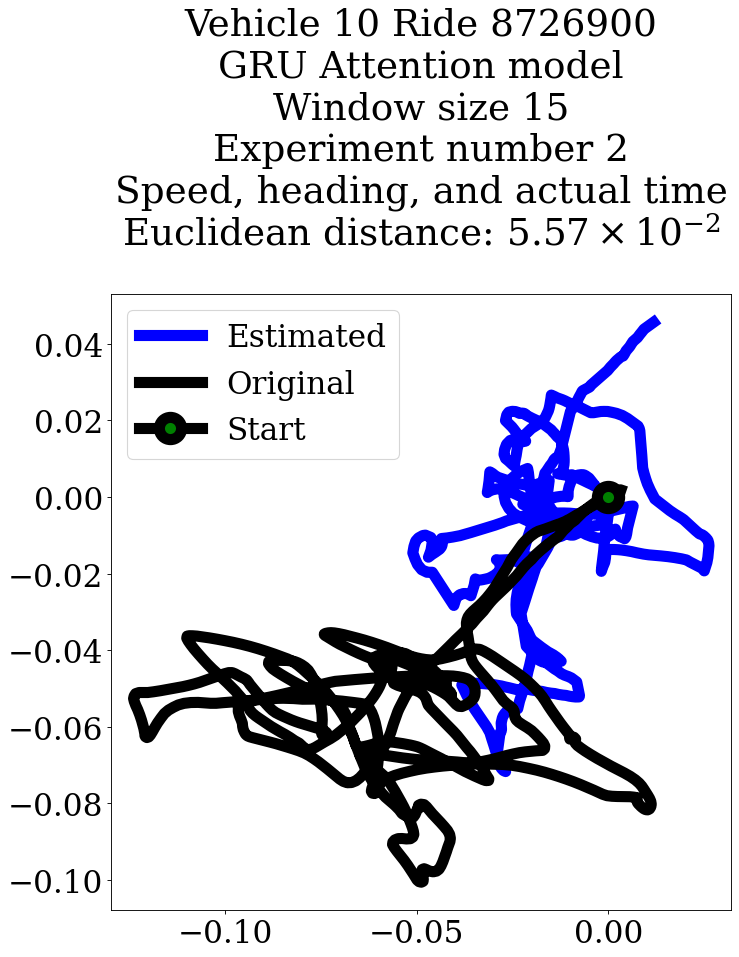 Vehicle 10 Ride 8726900
GRU Attention model
Window size 15
Experiment number 2
Speed, heading, and actual time
Euclidean distance: 5.57 × 10⁻²
Estimated
Original
Start
0.04
0.02
0.00
−0.02
−0.04
−0.06
−0.08
−0.10
−0.10 −0.05 0.00